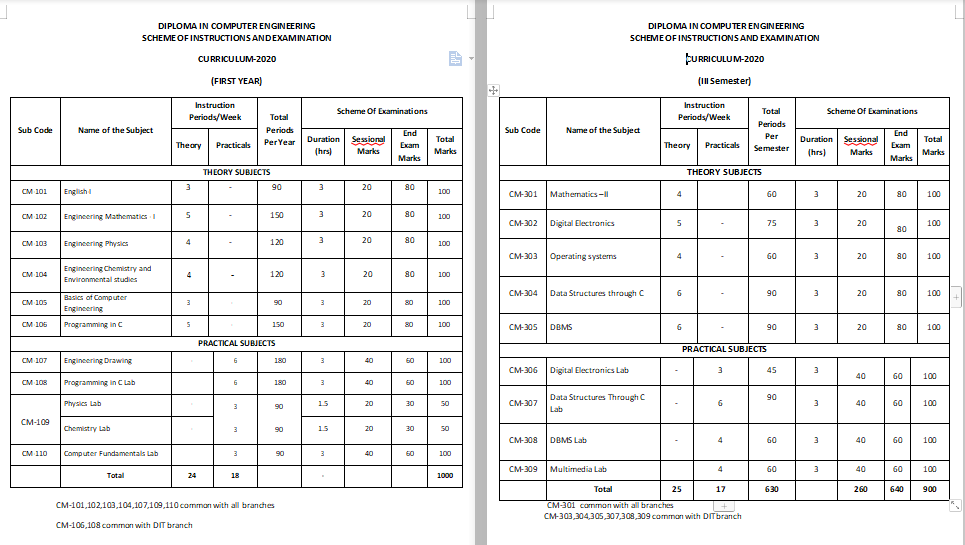 DIPLOMA IN COMPUTER ENGINEERING
SCHEME OF INSTRUCTIONS AND EXAMINATION
CURRICULUM-2020
(FIRST YEAR)
Sub Code Name of the Subject Instruction Periods/Week Total Periods Per Year Scheme Of Examinations
Theory Practicals Duration (hrs) Sessional Marks End Exam Marks Total Marks
THEORY SUBJECTS
CM-101 English-I 3 - 90 3 20 80 100
CM-102 Engineering Mathematics - I 5 - 150 3 20 80 100
CM-103 Engineering Physics 4 - 120 3 20 80 100
CM-104 Engineering Chemistry and Environmental studies 4 - 120 3 20 80 100
CM-105 Basics of Computer Engineering 3 - 90 3 20 80 100
CM-106 Programming in C 5 - 150 3 20 80 100
PRACTICAL SUBJECTS
CM-107 Engineering Drawing - 6 180 3 40 60 100
CM-108 Programming in C Lab 6 180 3 40 60 100
CM-109 Physics Lab - 3 90 1.5 20 30 50
Chemistry Lab - 3 90 1.5 20 30 50
CM-110 Computer Fundamentals Lab 3 90 3 40 60 100
Total 24 18 - 1000
CM-101,102,103,104,107,109,110 common with all branches
CM-106,108 common with DIT branch
DIPLOMA IN COMPUTER ENGINEERING
SCHEME OF INSTRUCTIONS AND EXAMINATION
CURRICULUM-2020
(III Semester)
Sub Code Name of the Subject Instruction Periods/Week Total Periods Per Semester Scheme Of Examinations
Theory Practicals Duration (hrs) Sessional Marks End Exam Marks Total Marks
THEORY SUBJECTS
CM-301 Mathematics –II 4 60 3 20 80 100
CM-302 Digital Electronics 5 - 75 3 20 80 100
CM-303 Operating systems 4 - 60 3 20 80 100
CM-304 Data Structures through C 6 - 90 3 20 80 100
CM-305 DBMS 6 - 90 3 20 80 100
PRACTICAL SUBJECTS
CM-306 Digital Electronics Lab - 3 45 3 40 60 100
CM-307 Data Structures Through C Lab - 6 90 3 40 60 100
CM-308 DBMS Lab - 4 60 3 40 60 100
CM-309 Multimedia Lab 4 60 3 40 60 100
Total 25 17 630 260 640 900
CM-301 common with all branches
CM-303,304,305,307,308,309 common with DIT branch